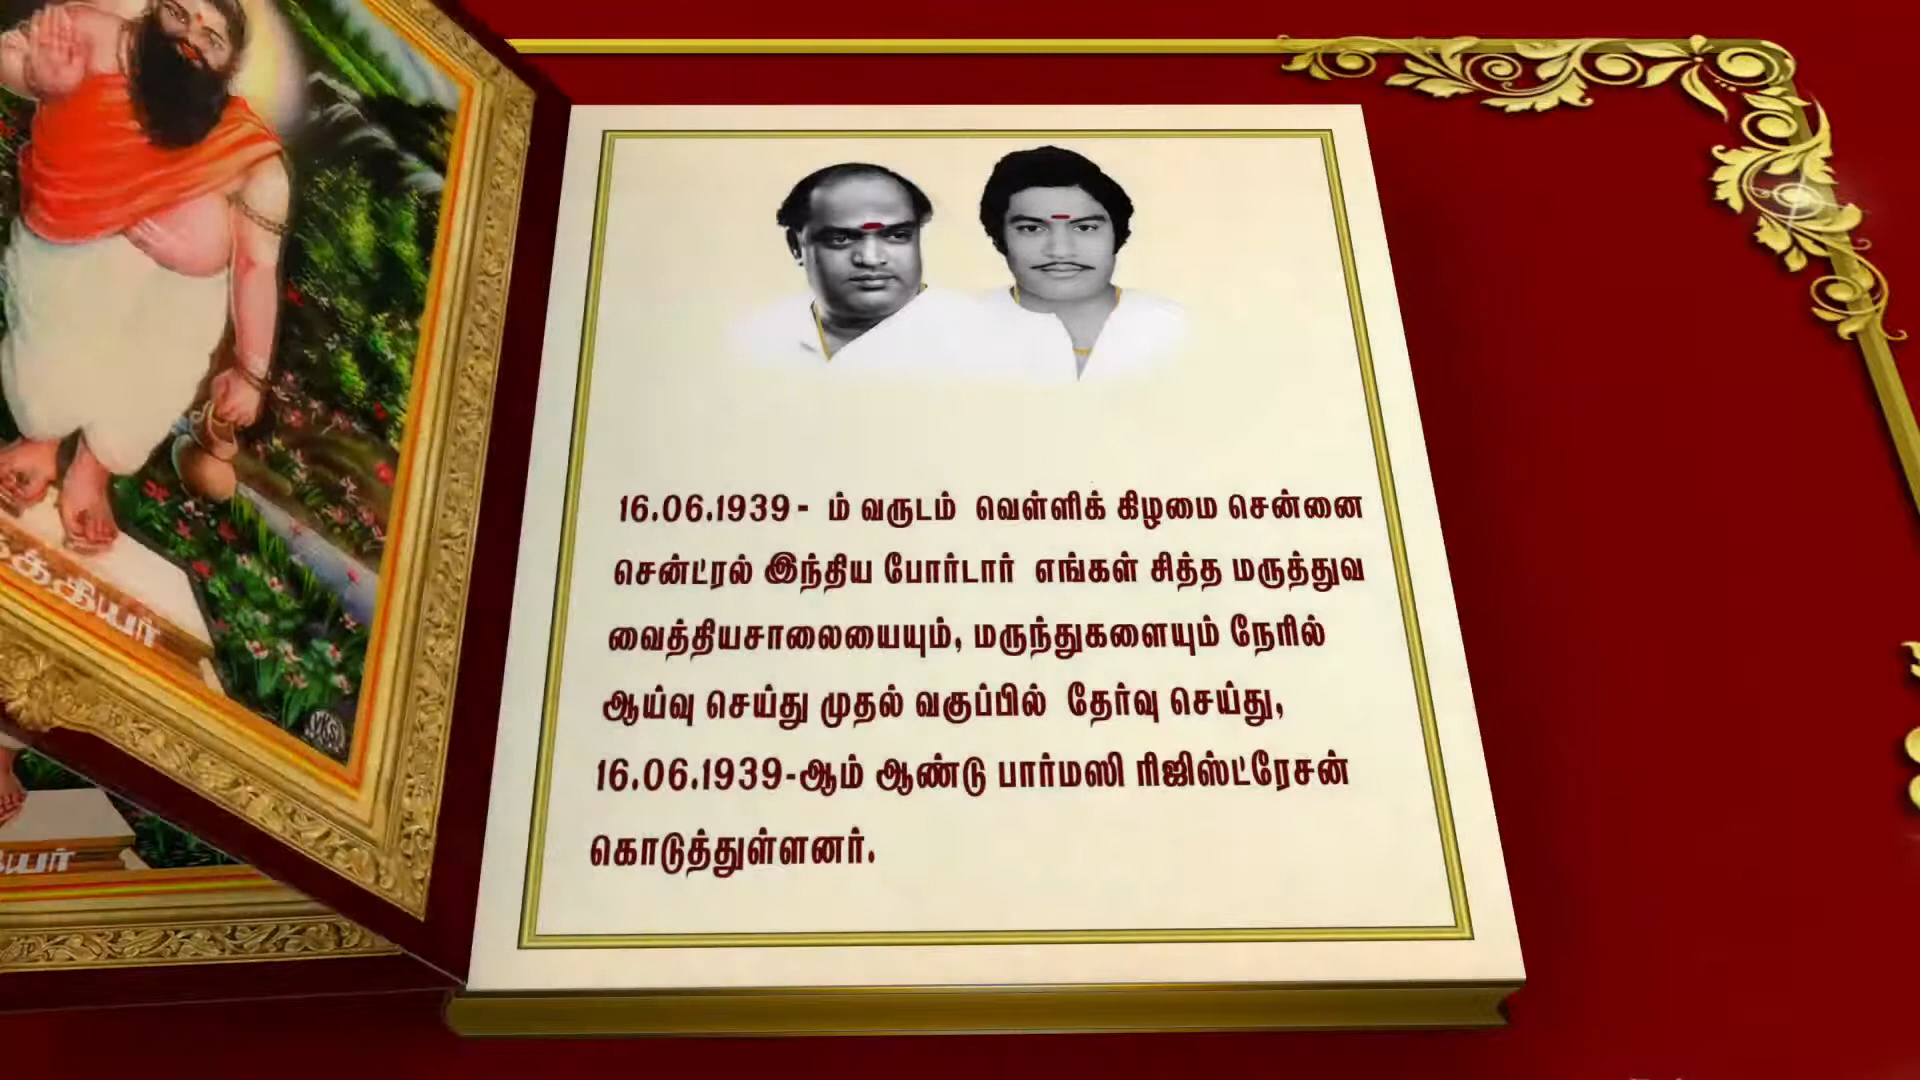 16.06.1939- ம் வருடம் வெள்ளிக் கிழமை சென்னை
சென்ட்ரல் இந்திய போர்டார் எங்கள் சித்த மருத்துவ
வைத்தியசாலையையும், மருந்துகளையும் நேரில்
ஆய்வு செய்து முதல் வகுப்பில் தேர்வு செய்து,
16.06.1939-ஆம் ஆண்டு பார்மஸி ரிஜிஸ்ட்ரேசன்
கொடுத்துள்ளனர்.
VKS